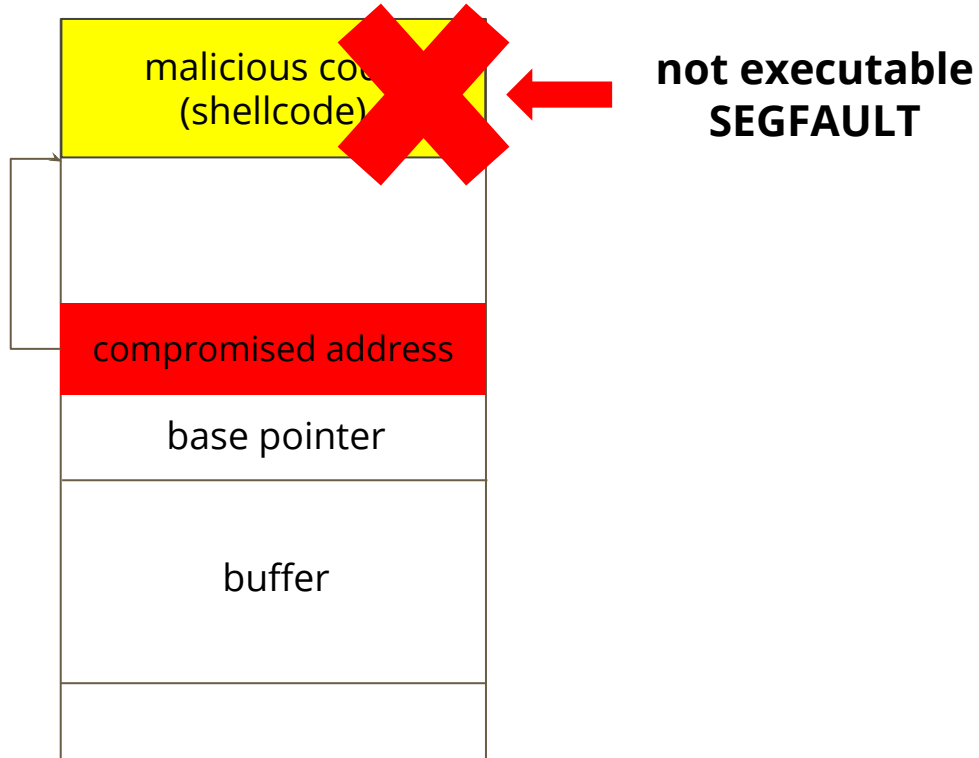 malicious co
(shellcode)
not executable
SEGFAULT
compromised address
base pointer
buffer